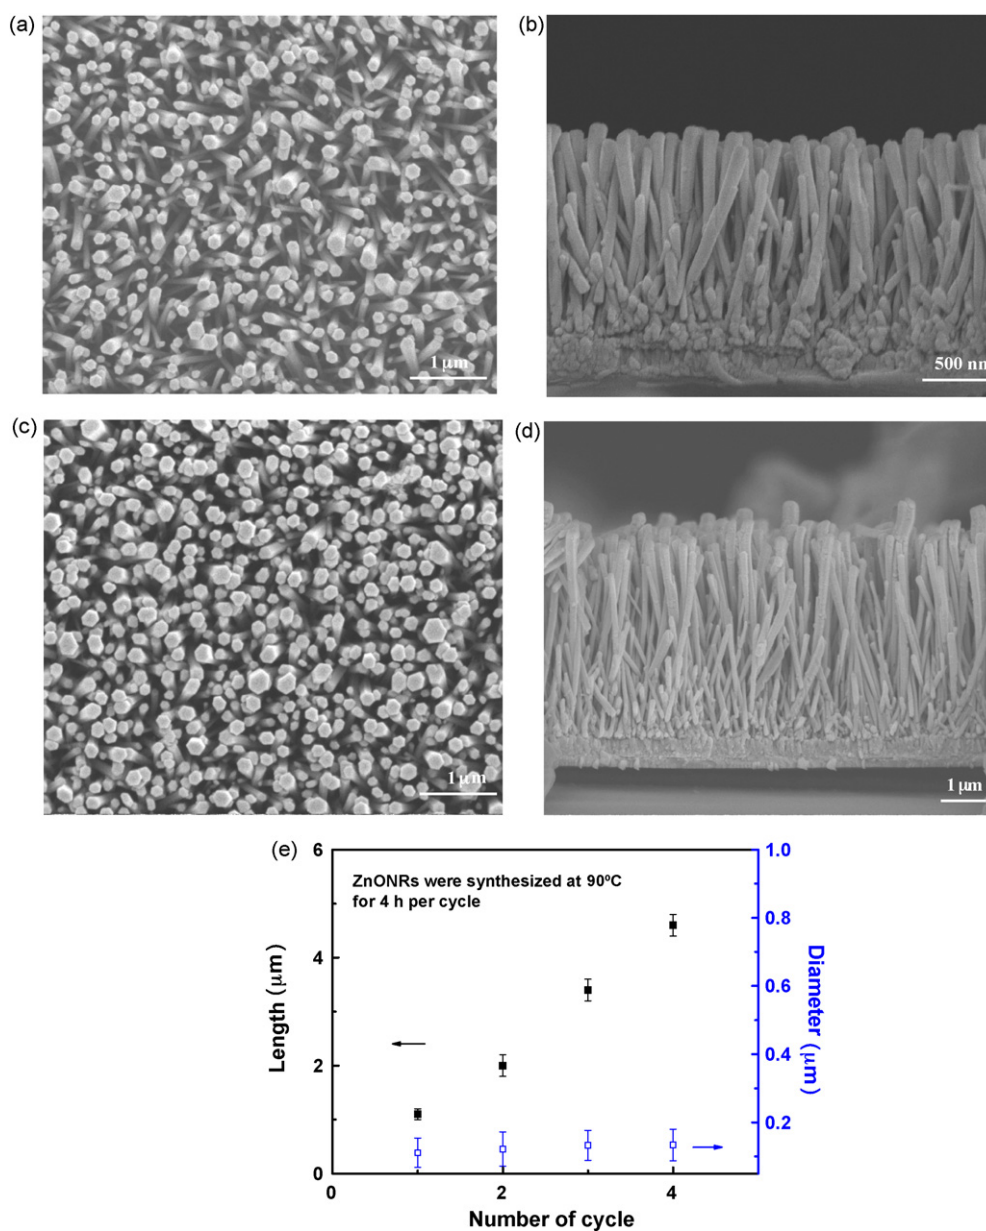 (a)
1 μm
(b)
500 nm
(c)
1 μm
(d)
1 μm
(e)
ZnONRs were synthesized at 90ºC
for 4 h per cycle
Length (μm)
6
4
2
0
1.0
0.8
0.6
0.4
0.2
Diameter (μm)
0
2
4
Number of cycle